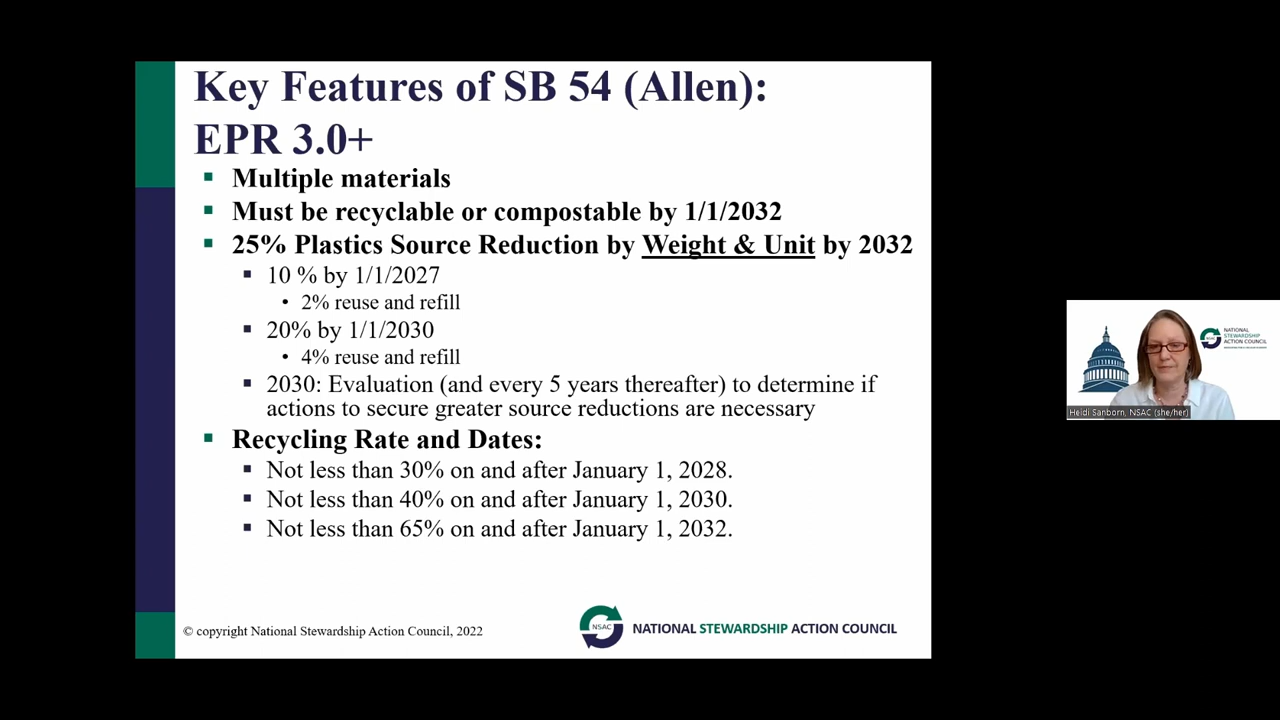 Key Features of SB 54 (Allen):
EPR 3.0+
▪ Multiple materials
▪ Must be recyclable or compostable by 1/1/2032
▪ 25% Plastics Source Reduction by Weight & Unit by 2032
▪ 10 % by 1/1/2027
• 2% reuse and refill
▪ 20% by 1/1/2030
• 4% reuse and refill
▪ 2030: Evaluation (and every 5 years thereafter) to determine if
actions to secure greater source reductions are necessary
▪ Recycling Rate and Dates:
▪ Not less than 30% on and after January 1, 2028.
▪ Not less than 40% on and after January 1, 2030.
▪ Not less than 65% on and after January 1, 2032.
© copyright National Stewardship Action Council, 2022
NSAC
NATIONAL STEWARDSHIP ACTION COUNCIL
NATIONAL
STEWARDSHIP
ACTION COUNCIL
NSAC
Heidi Sanborn, NSAC (she/her)